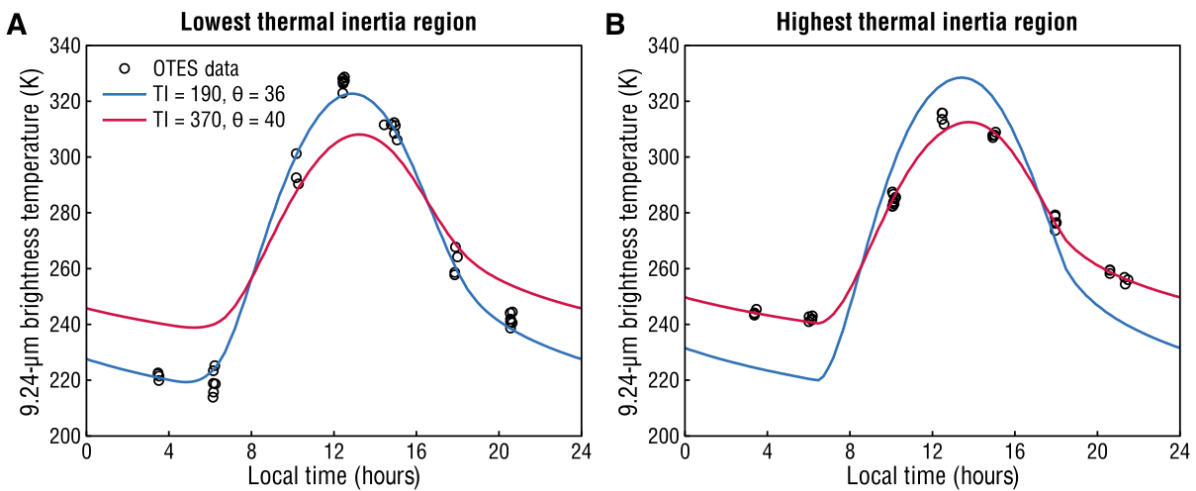 A
Lowest thermal inertia region
9.24-µm brightness temperature (K)
340
320
300
280
260
240
220
200
OTES data
TI = 190, θ = 36
TI = 370, θ = 40
0 4 8 12 16 20 24
Local time (hours)
B
Highest thermal inertia region
9.24-µm brightness temperature (K)
340
320
300
280
260
240
220
200
0 4 8 12 16 20 24
Local time (hours)